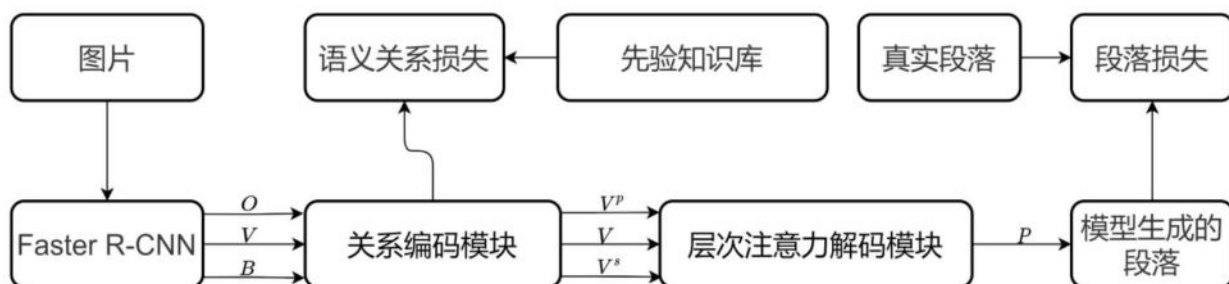 图片
语义关系损失
先验知识库
真实段落
段落损失
Faster R-CNN
O
V
B
关系编码模块
V^p
V
V^s
层次注意力解码模块
P
模型生成的
段落